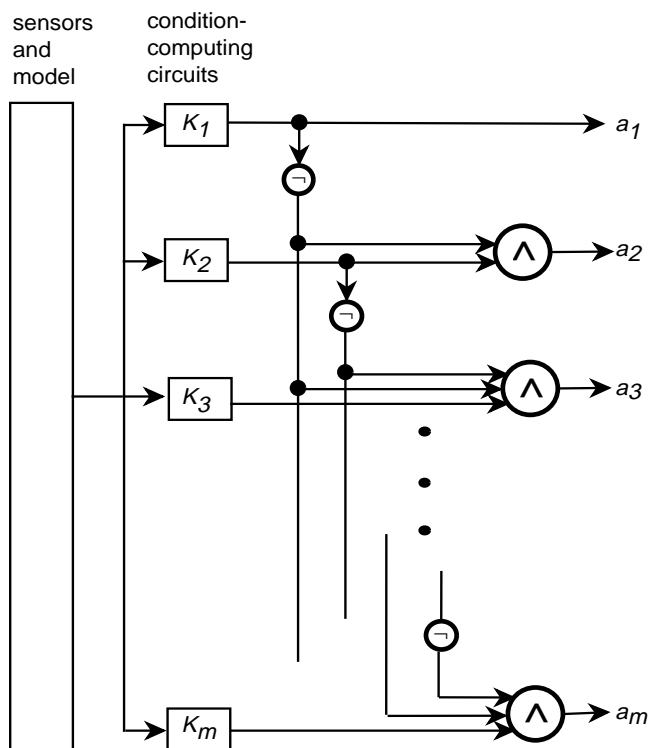 sensors
and
model
condition-
computing
circuits
K1
a1
¬
K2
∧
a2
¬
K3
∧
a3
¬
Km
∧
am